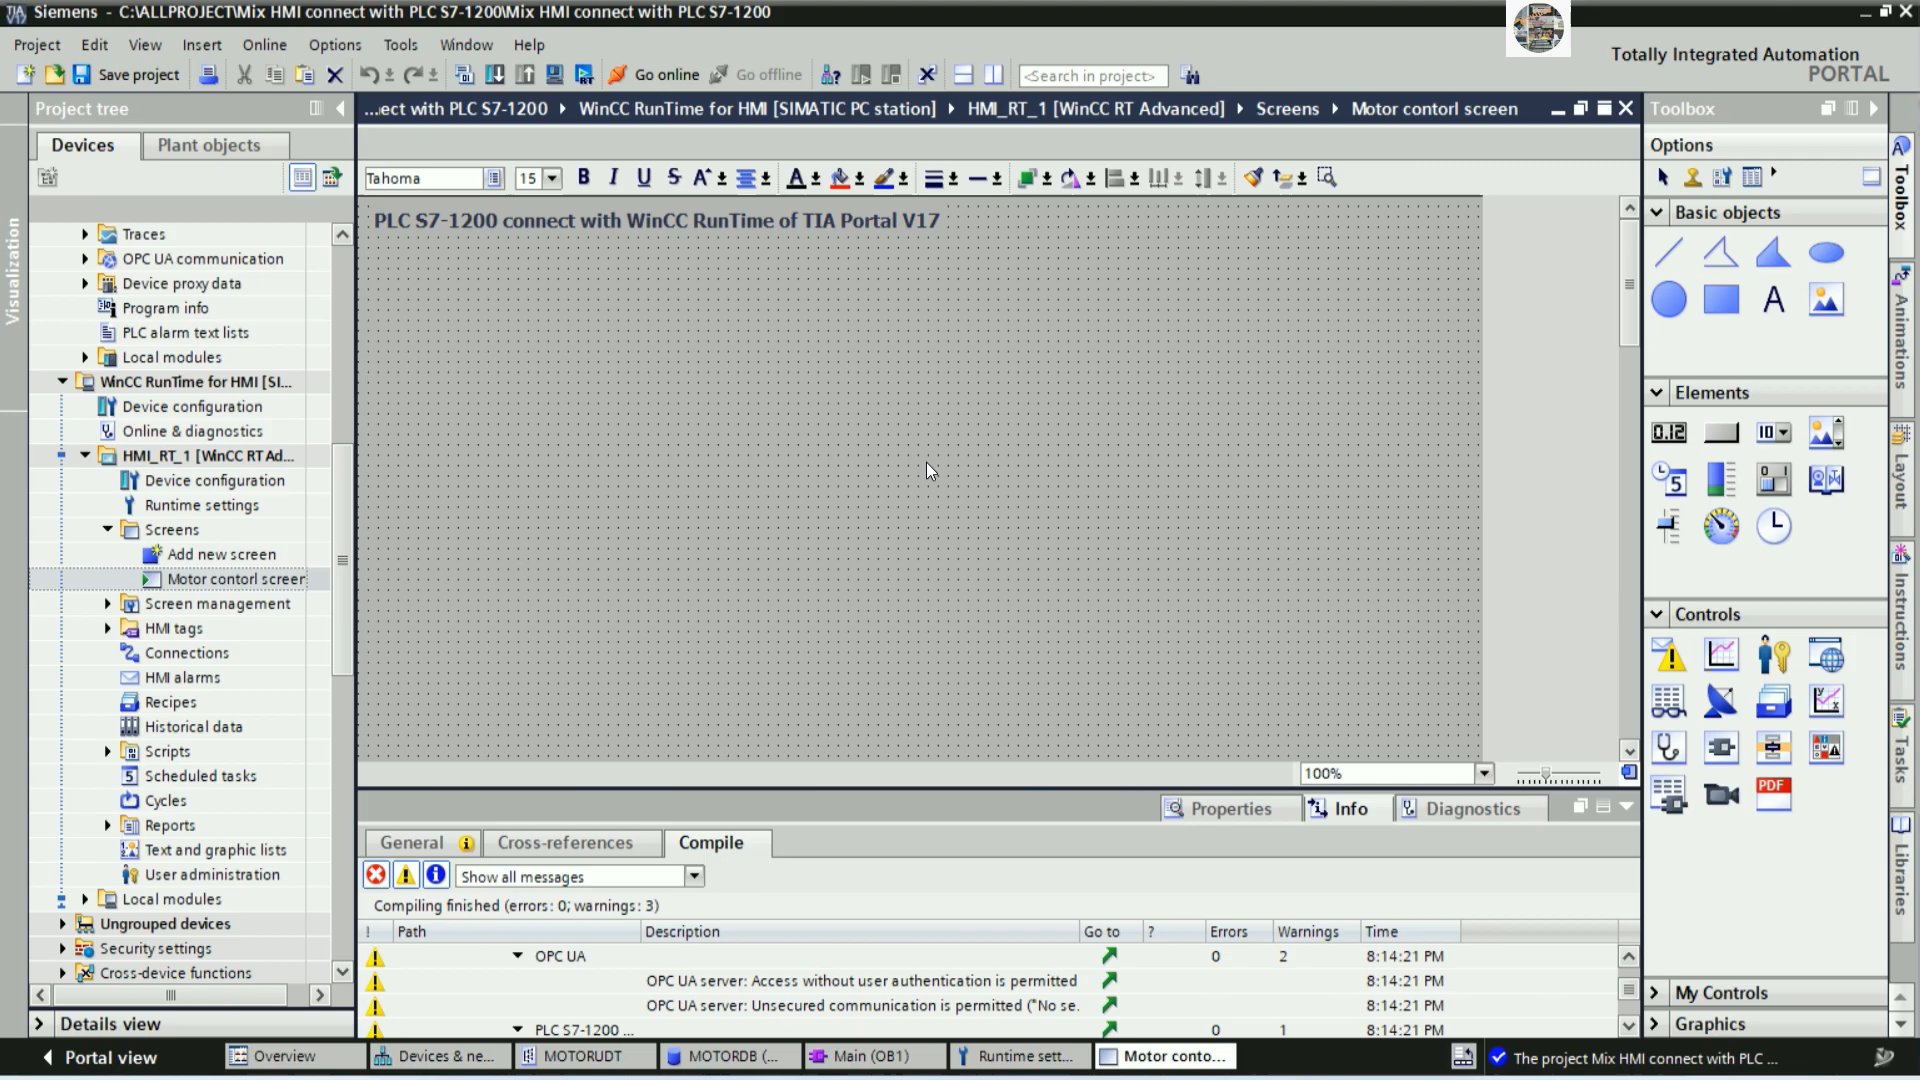 Siemens - C:\ALLPROJECT\Mix HMI connect with PLC S7-1200\Mix HMI connect with PLC S7-1200
Project Edit View Insert Online Options Tools Window Help
Totally Integrated Automation
PORTAL
Save project
Go online
Go offline
<Search in project>
Project tree
...ect with PLC S7-1200 WinCC RunTime for HMI [SIMATIC PC station] HMI_RT_1 [WinCC RT Advanced] Screens Motor contorl screen
Toolbox
Devices
Plant objects
Options
Tahoma
15
B I U S A
Visualization
PLC S7-1200 connect with WinCC RunTime of TIA Portal V17
Traces
OPC UA communication
Device proxy data
Program info
PLC alarm text lists
Local modules
WinCC RunTime for HMI [SI...
Device configuration
Online & diagnostics
HMI_RT_1 [WinCC RT Ad...
Device configuration
Runtime settings
Screens
Add new screen
Motor contorl screer
Screen management
HMI tags
Connections
HMI alarms
Recipes
Historical data
Scripts
Scheduled tasks
Cycles
Reports
Text and graphic lists
User administration
Local modules
Ungrouped devices
Security settings
Cross-device functions
Details view
Basic objects
A
Elements
0.12
10
5
Controls
PDF
My Controls
Graphics
Toolbox
Animations
Layout
Instructions
Tasks
Libraries
100%
Properties
Info
Diagnostics
General
Cross-references
Compile
Show all messages
Compiling finished (errors: 0; warnings: 3)
! Path Description Go to ? Errors Warnings Time
OPC UA 0 2 8:14:21 PM
OPC UA server: Access without user authentication is permitted 8:14:21 PM
OPC UA server: Unsecured communication is permitted ("No se. 8:14:21 PM
PLC S7-1200 ... 0 1 8:14:21 PM
Portal view
Overview
Devices & ne...
MOTORUDT
MOTORDB (...
Main (OB1)
Runtime sett...
Motor conto...
The project Mix HMI connect with PLC ...